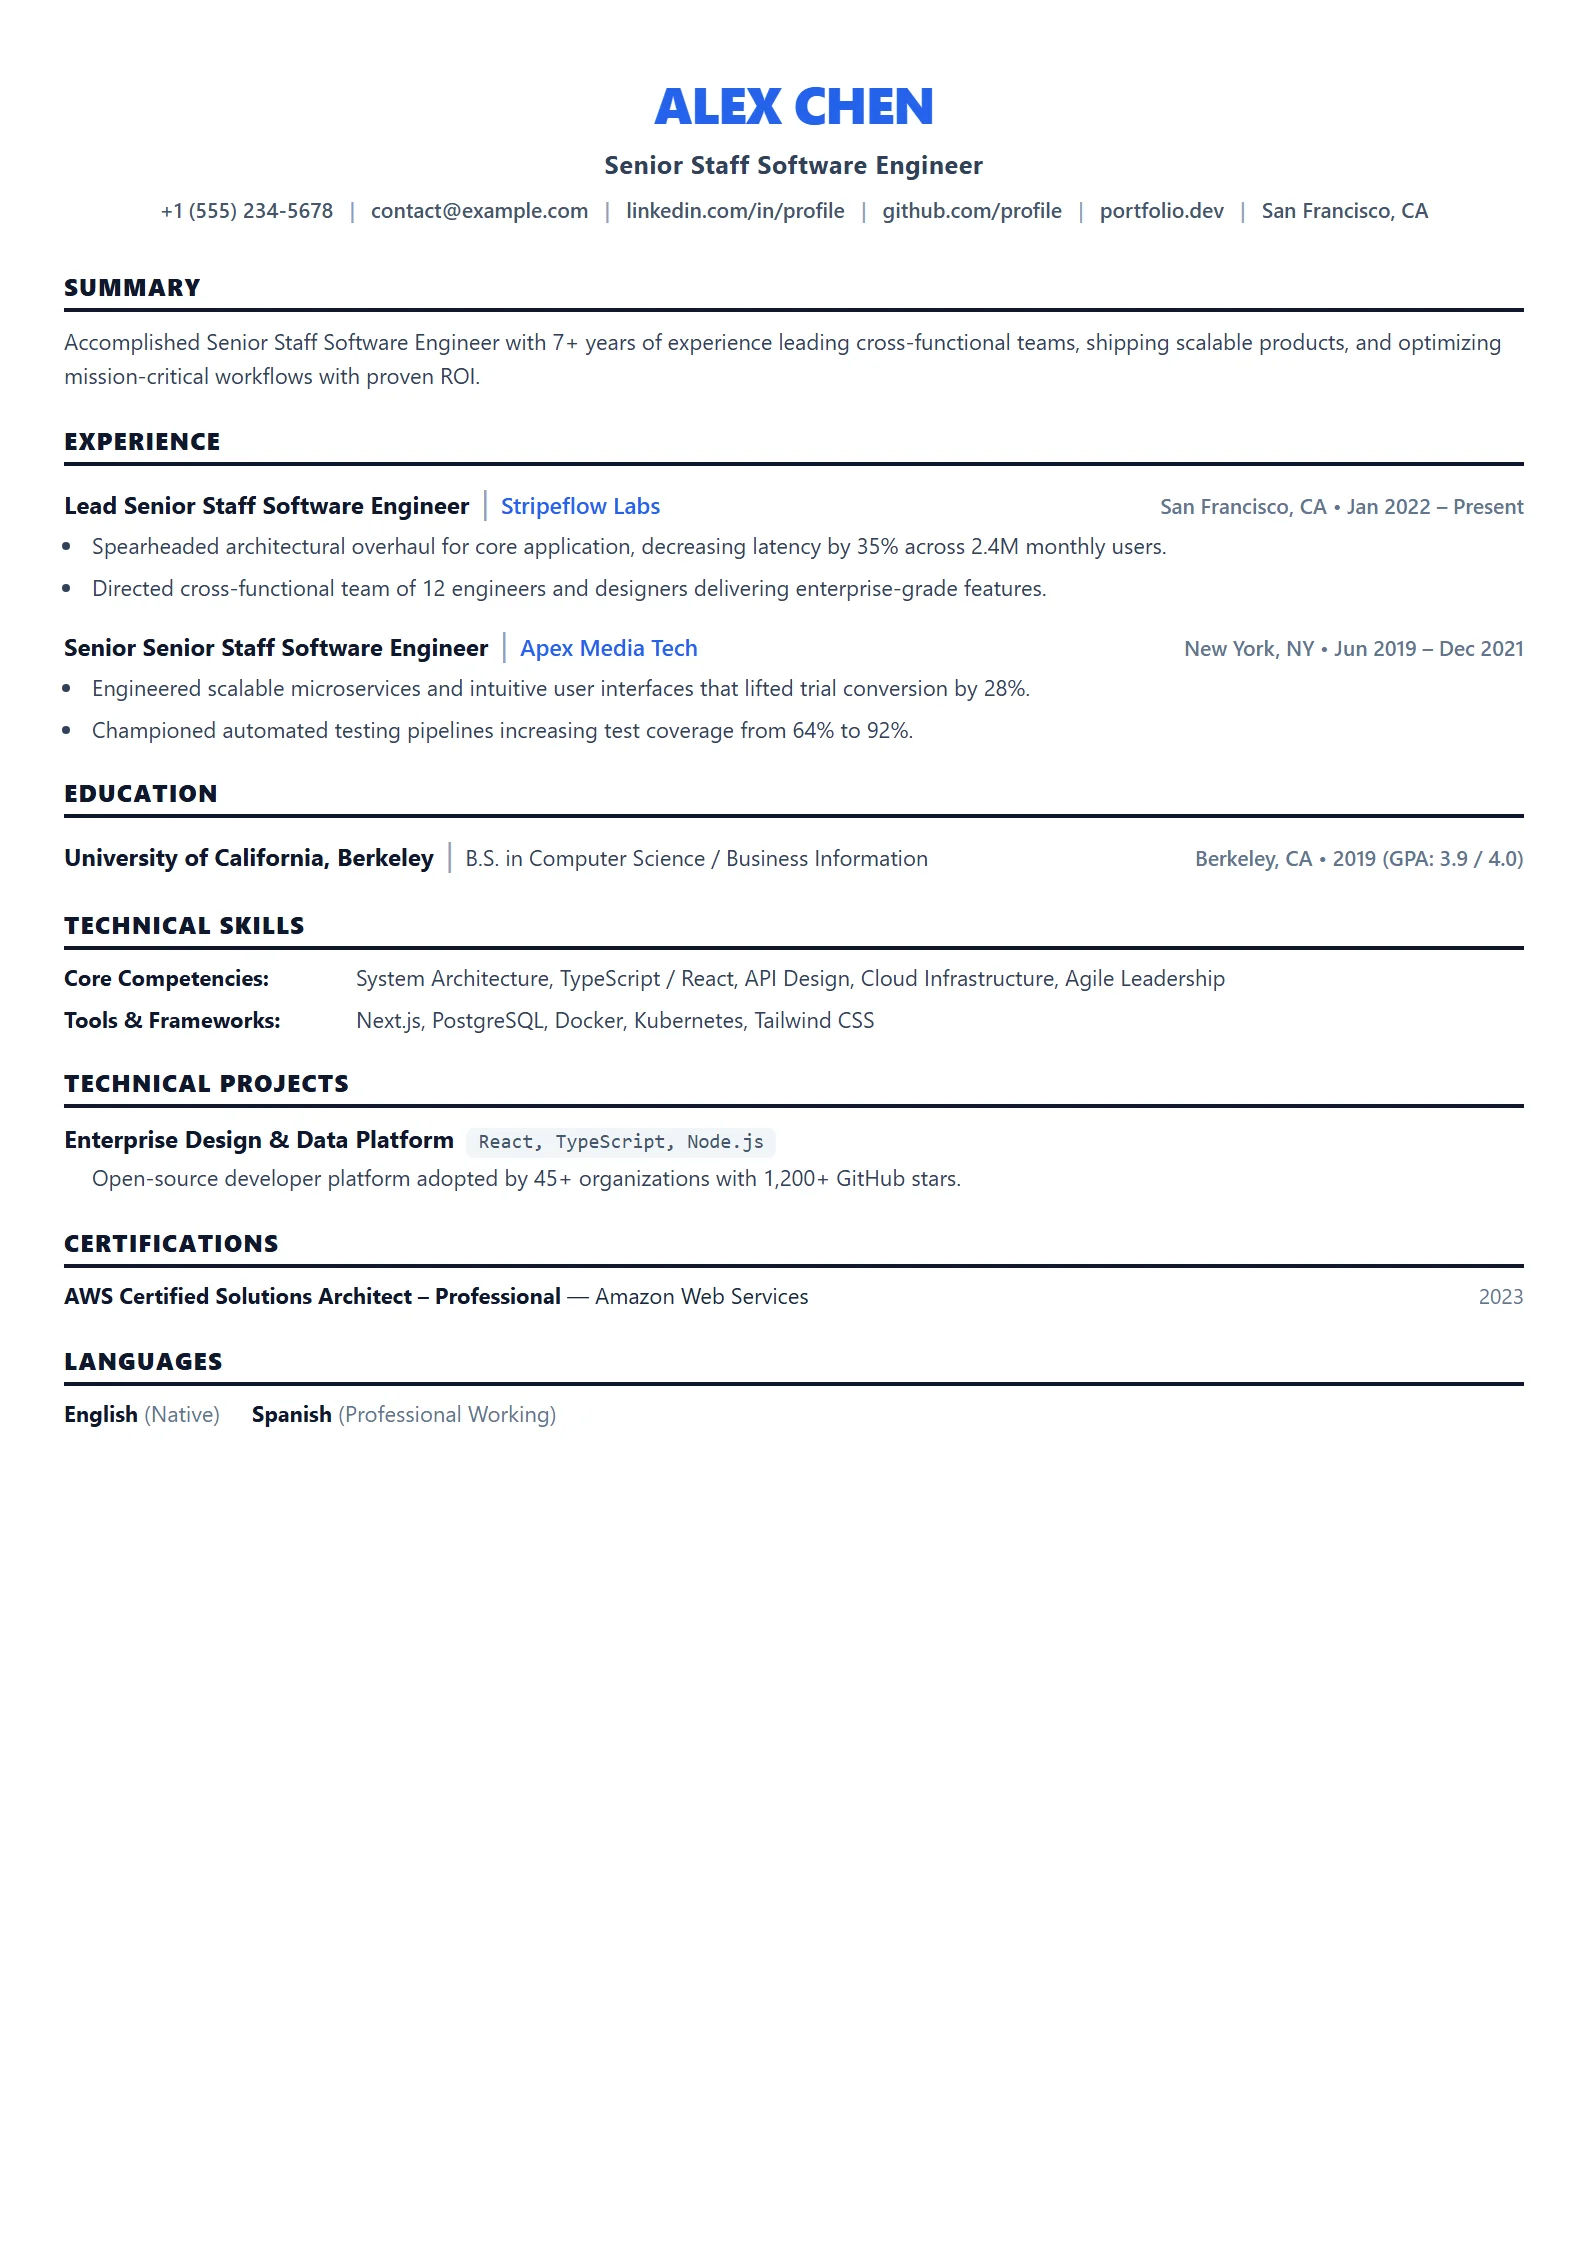 ALEX CHEN
Senior Staff Software Engineer
+1 (555) 234-5678 | contact@example.com | linkedin.com/in/profile | github.com/profile | portfolio.dev | San Francisco, CA
SUMMARY
Accomplished Senior Staff Software Engineer with 7+ years of experience leading cross-functional teams, shipping scalable products, and optimizing
mission-critical workflows with proven ROI.
EXPERIENCE
Lead Senior Staff Software Engineer | Stripeflow Labs San Francisco, CA • Jan 2022 – Present
• Spearheaded architectural overhaul for core application, decreasing latency by 35% across 2.4M monthly users.
• Directed cross-functional team of 12 engineers and designers delivering enterprise-grade features.
Senior Senior Staff Software Engineer | Apex Media Tech New York, NY • Jun 2019 – Dec 2021
• Engineered scalable microservices and intuitive user interfaces that lifted trial conversion by 28%.
• Championed automated testing pipelines increasing test coverage from 64% to 92%.
EDUCATION
University of California, Berkeley | B.S. in Computer Science / Business Information Berkeley, CA • 2019 (GPA: 3.9 / 4.0)
TECHNICAL SKILLS
Core Competencies: System Architecture, TypeScript / React, API Design, Cloud Infrastructure, Agile Leadership
Tools & Frameworks: Next.js, PostgreSQL, Docker, Kubernetes, Tailwind CSS
TECHNICAL PROJECTS
Enterprise Design & Data Platform React, TypeScript, Node.js
Open-source developer platform adopted by 45+ organizations with 1,200+ GitHub stars.
CERTIFICATIONS
AWS Certified Solutions Architect – Professional — Amazon Web Services 2023
LANGUAGES
English (Native) Spanish (Professional Working)